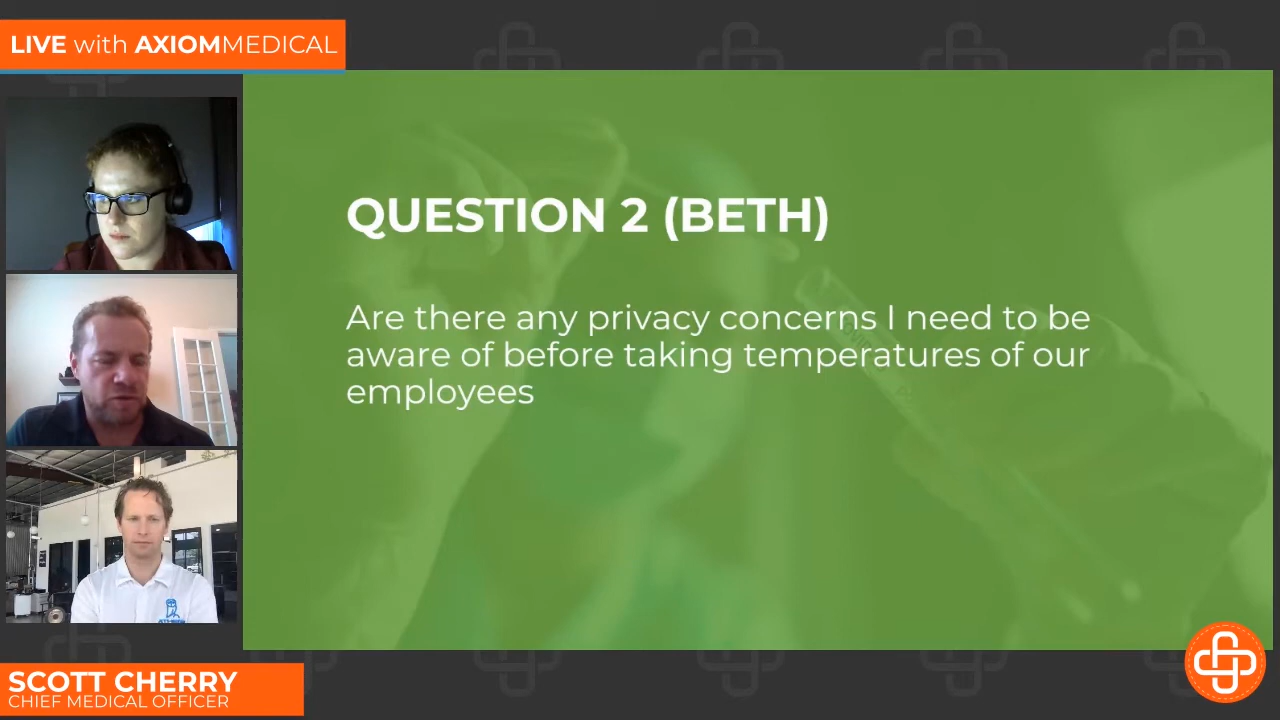 LIVE with AXIOMMEDICAL
QUESTION 2 (BETH)
Are there any privacy concerns I need to be
aware of before taking temperatures of our
employees
SCOTT CHERRY
CHIEF MEDICAL OFFICER